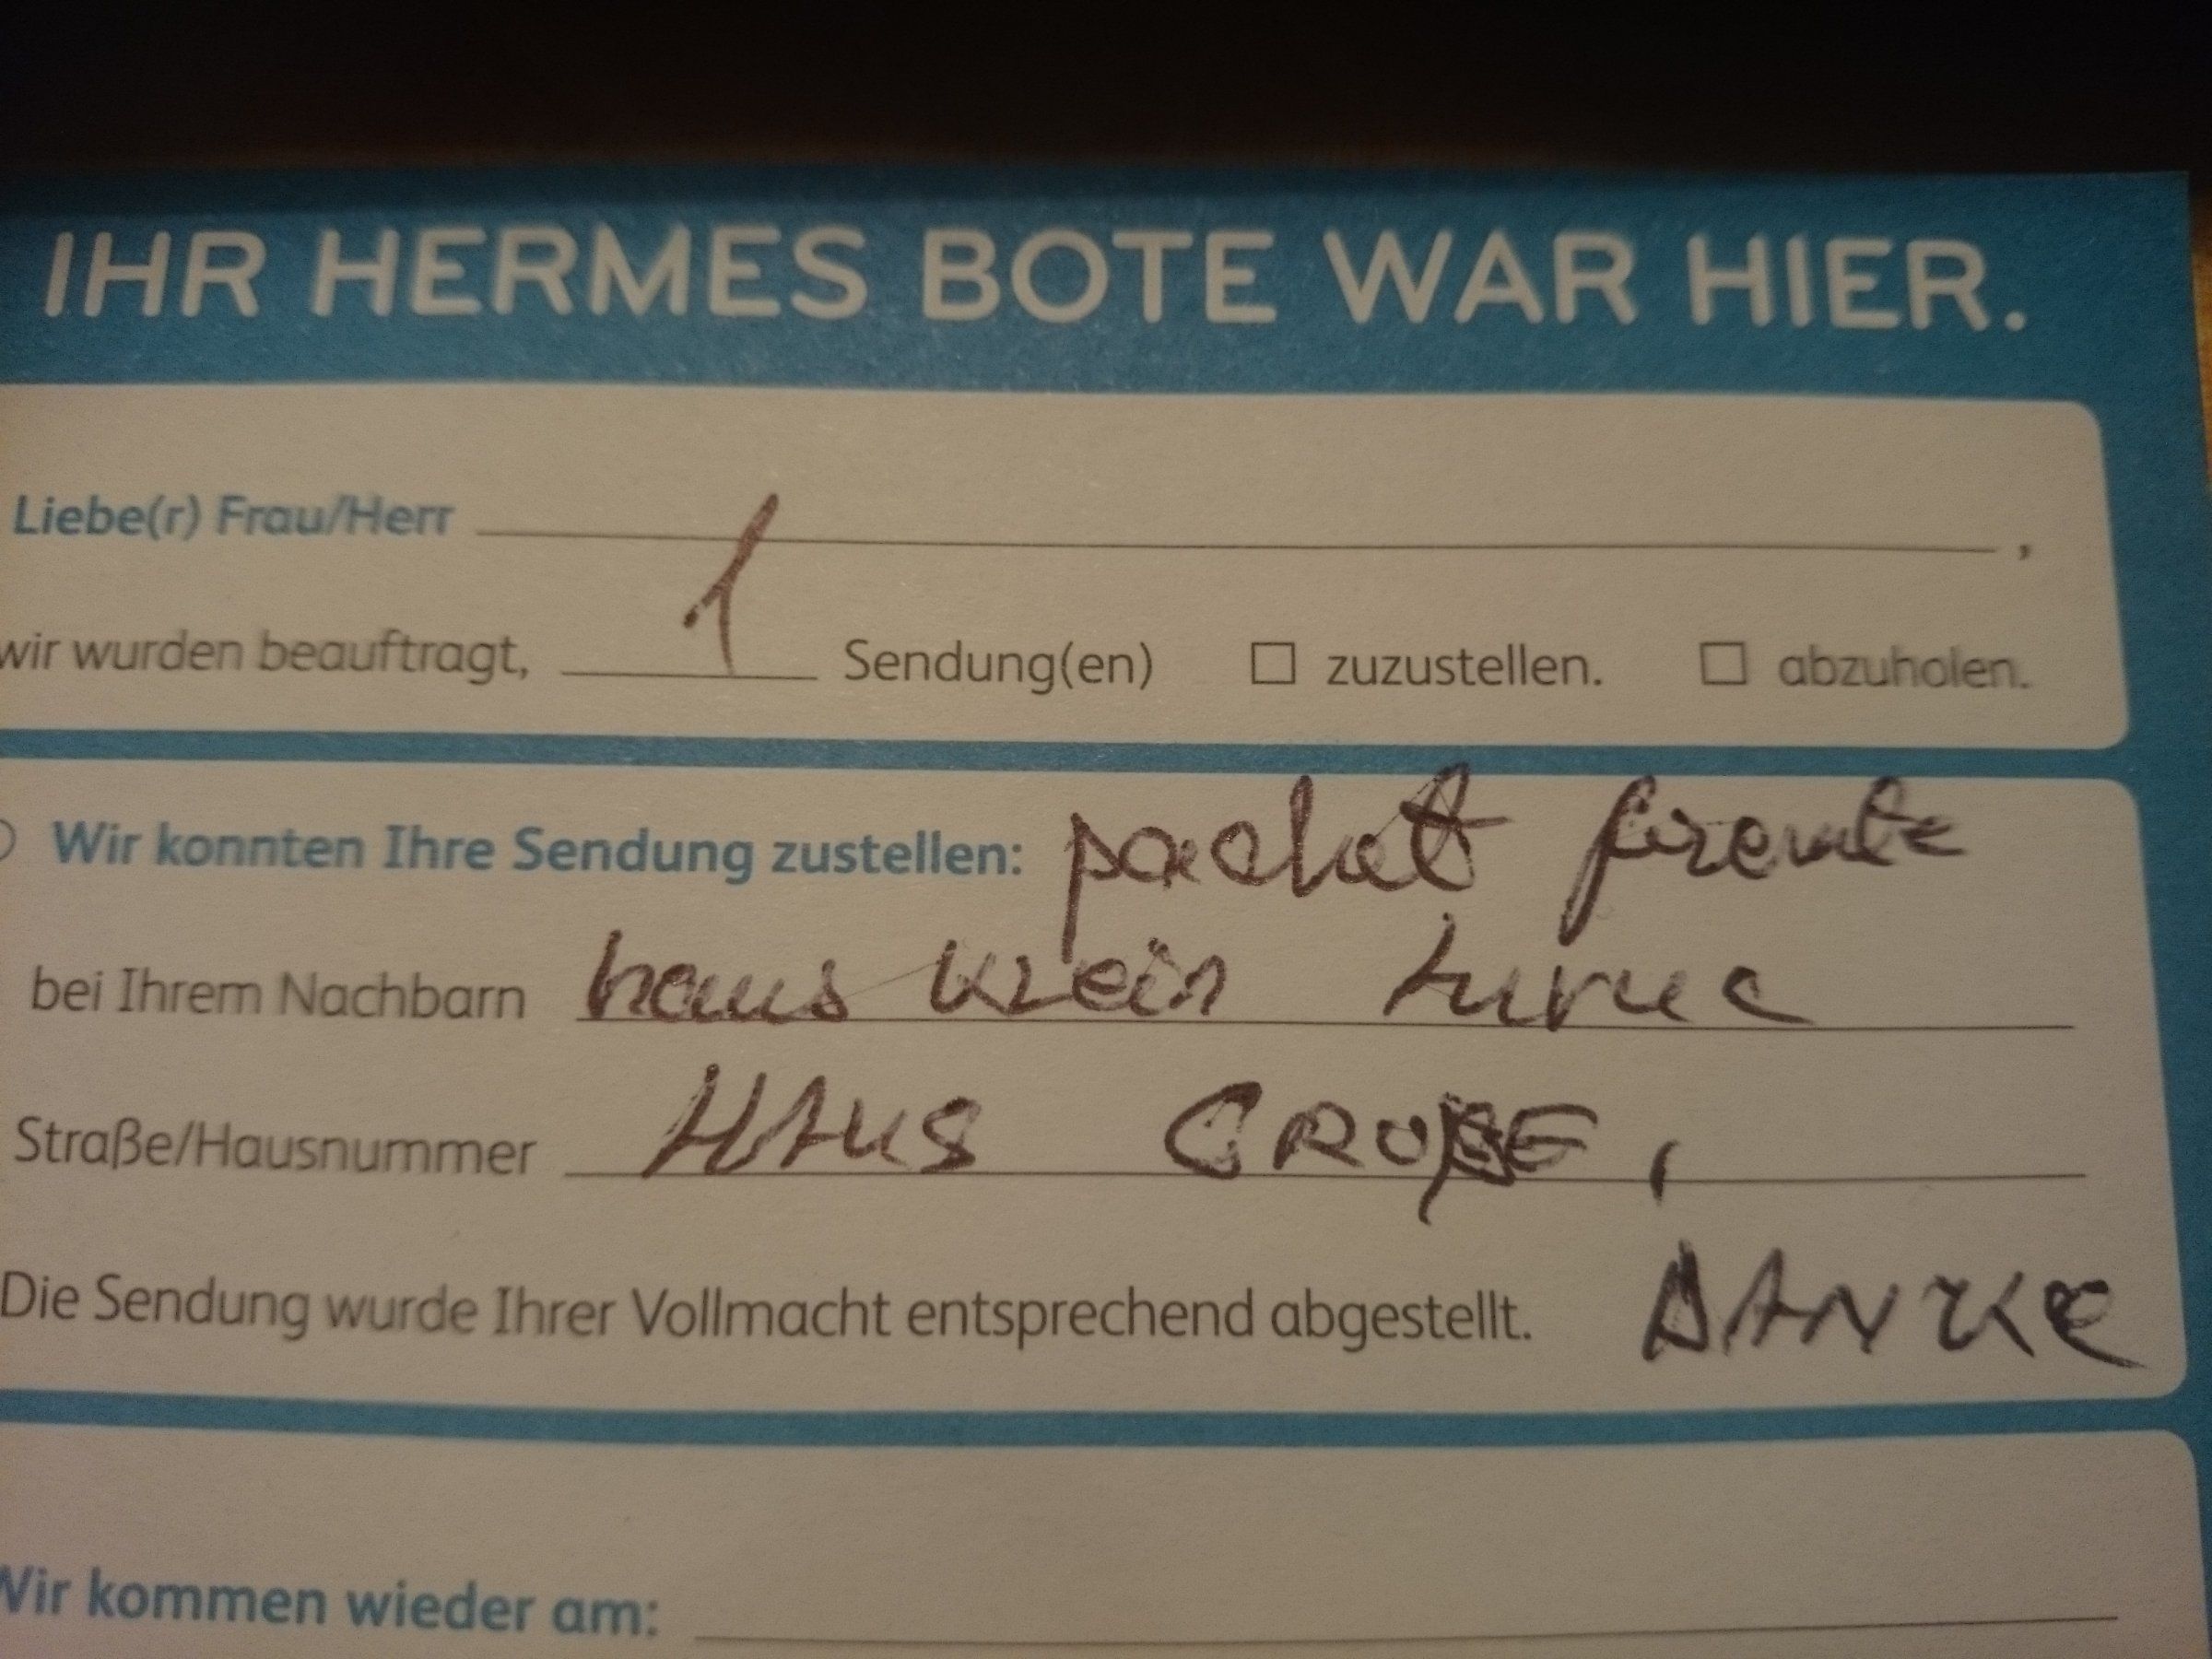 IHR HERMES BOTE WAR HIER.
Liebe(r) Frau/Herr ,
wir wurden beauftragt, 1 Sendung(en) ☐ zuzustellen. ☐ abzuholen.
Wir konnten Ihre Sendung zustellen: pachet
bei Ihrem Nachbarn haus klein
Straße/Hausnummer HAUS GROßE,
Die Sendung wurde Ihrer Vollmacht entsprechend abgestellt. DANKE
Wir kommen wieder am: